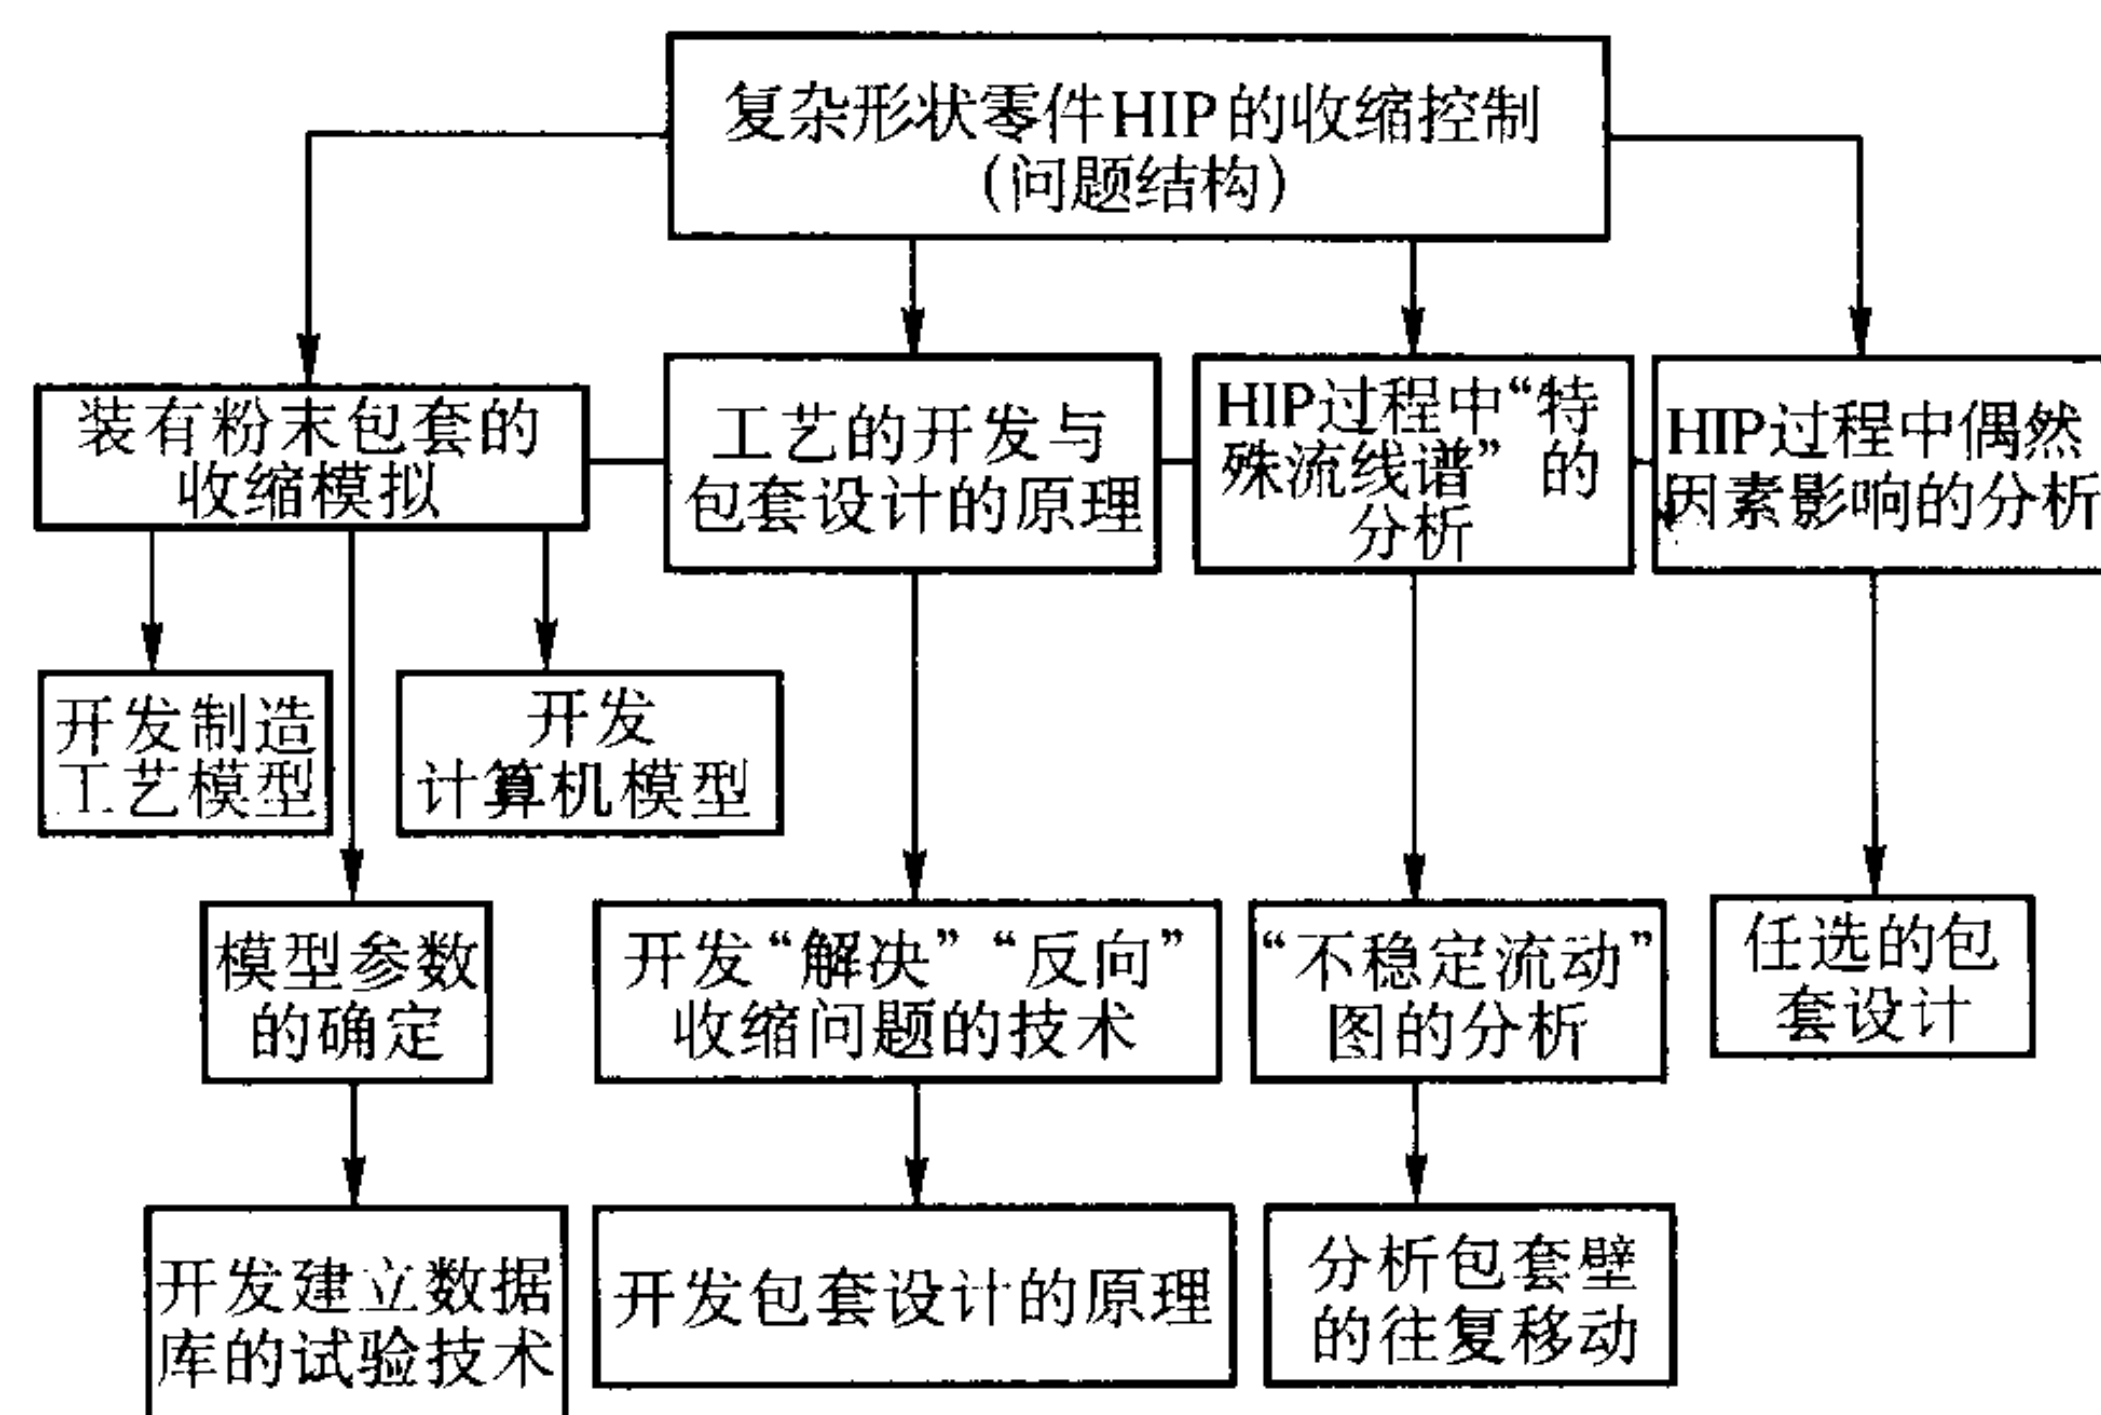 复杂形状零件HIP的收缩控制
(问题结构)
装有粉末包套的
收缩模拟
工艺的开发与
包套设计的原理
HIP过程中“特
殊流线谱”的
分析
HIP过程中偶然
因素影响的分析
开发制造
工艺模型
开发
计算机模型
模型参数
的确定
开发“解决”“反向”
收缩问题的技术
“不稳定流动”
图的分析
任选的包
套设计
开发建立数据
库的试验技术
开发包套设计的原理
分析包套壁
的往复移动